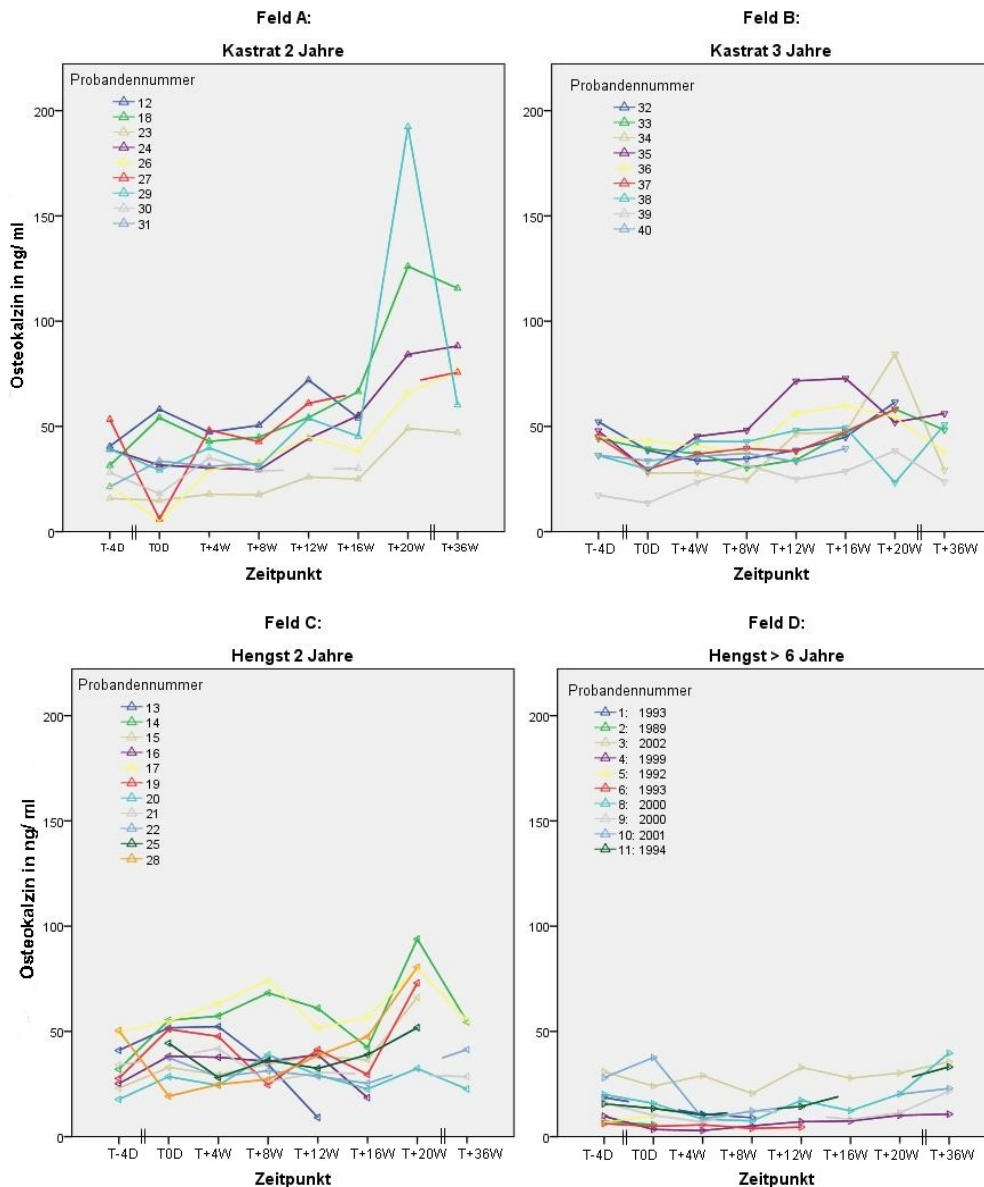 Feld A:
Kastrat 2 Jahre
Probandennummer
12
18
23
24
26
27
29
30
31
200
150
100
50
0
Osteokalzin in ng/ ml
T-4D T0D T+4W T+8W T+12W T+16W T+20W T+36W
Zeitpunkt
Feld B:
Kastrat 3 Jahre
Probandennummer
32
33
34
35
36
37
38
39
40
200
150
100
50
0
T-4D T0D T+4W T+8W T+12W T+16W T+20W T+36W
Zeitpunkt
Feld C:
Hengst 2 Jahre
Probandennummer
13
14
15
16
17
19
20
21
22
25
28
200
150
100
50
0
Osteokalzin in ng/ ml
T-4D T0D T+4W T+8W T+12W T+16W T+20W T+36W
Zeitpunkt
Feld D:
Hengst > 6 Jahre
Probandennummer
1: 1993
2: 1989
3: 2002
4: 1999
5: 1992
6: 1993
8: 2000
9: 2000
10: 2001
11: 1994
200
150
100
50
0
T-4D T0D T+4W T+8W T+12W T+16W T+20W T+36W
Zeitpunkt